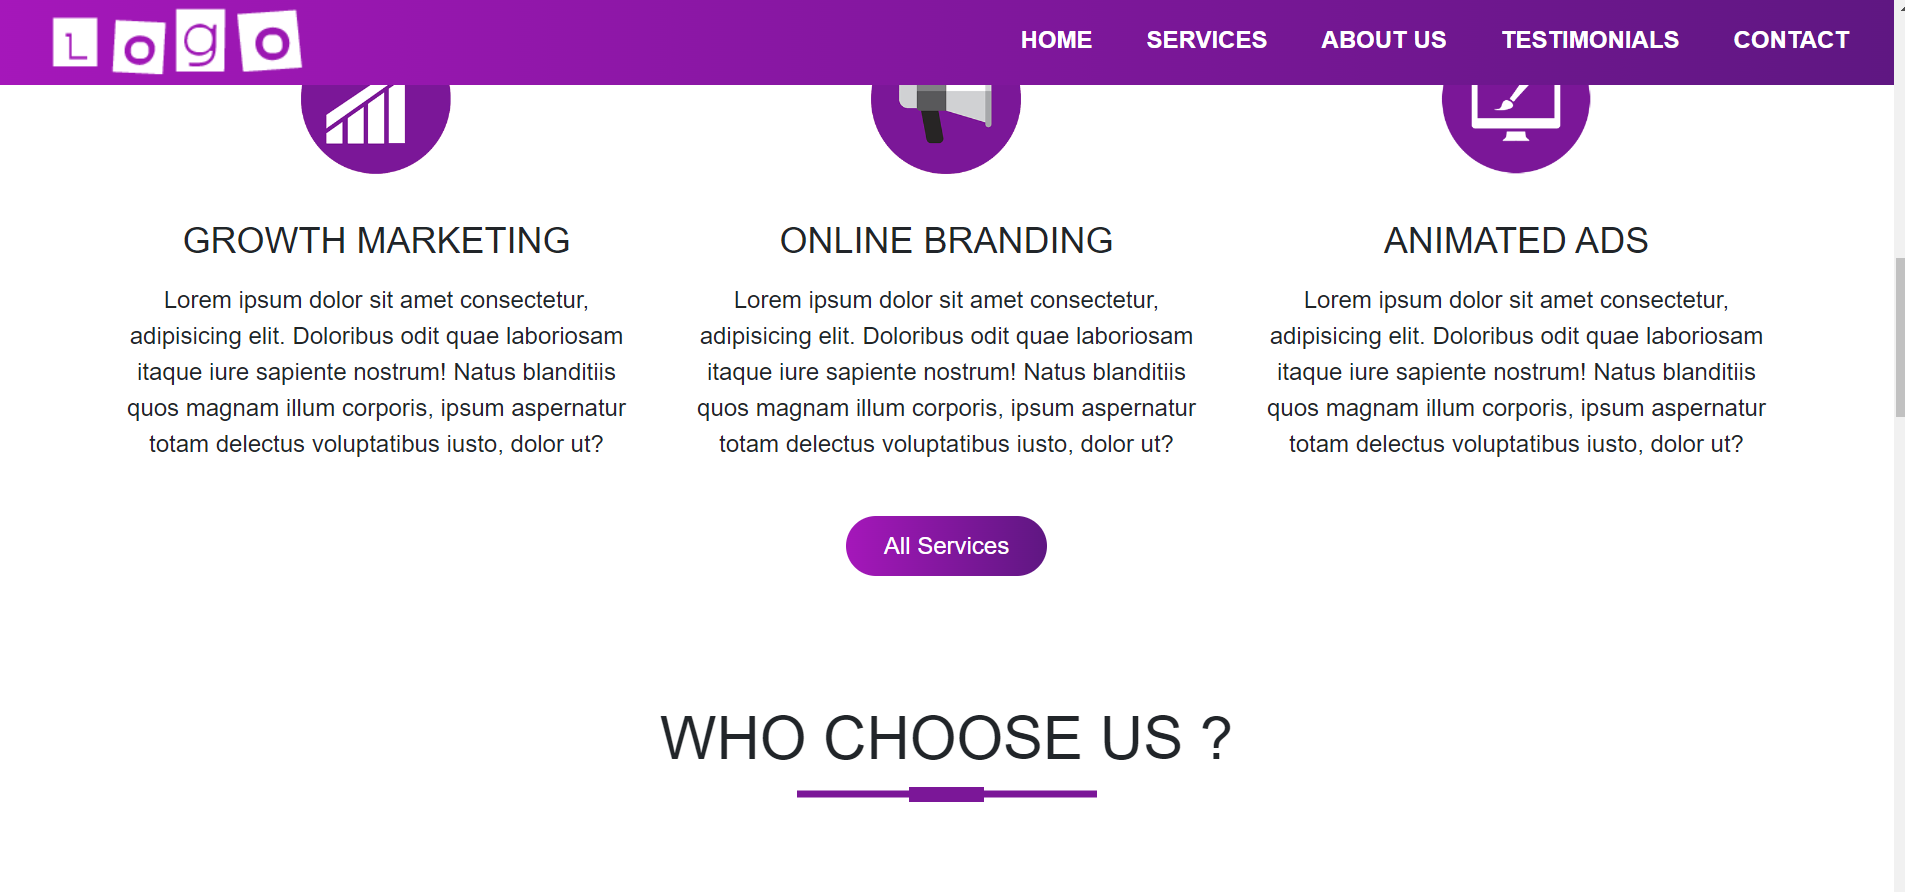 Logo
HOME SERVICES ABOUT US TESTIMONIALS CONTACT
GROWTH MARKETING
Lorem ipsum dolor sit amet consectetur,
adipisicing elit. Doloribus odit quae laboriosam
itaque iure sapiente nostrum! Natus blanditiis
quos magnam illum corporis, ipsum aspernatur
totam delectus voluptatibus iusto, dolor ut?
ONLINE BRANDING
Lorem ipsum dolor sit amet consectetur,
adipisicing elit. Doloribus odit quae laboriosam
itaque iure sapiente nostrum! Natus blanditiis
quos magnam illum corporis, ipsum aspernatur
totam delectus voluptatibus iusto, dolor ut?
ANIMATED ADS
Lorem ipsum dolor sit amet consectetur,
adipisicing elit. Doloribus odit quae laboriosam
itaque iure sapiente nostrum! Natus blanditiis
quos magnam illum corporis, ipsum aspernatur
totam delectus voluptatibus iusto, dolor ut?
All Services
WHO CHOOSE US ?